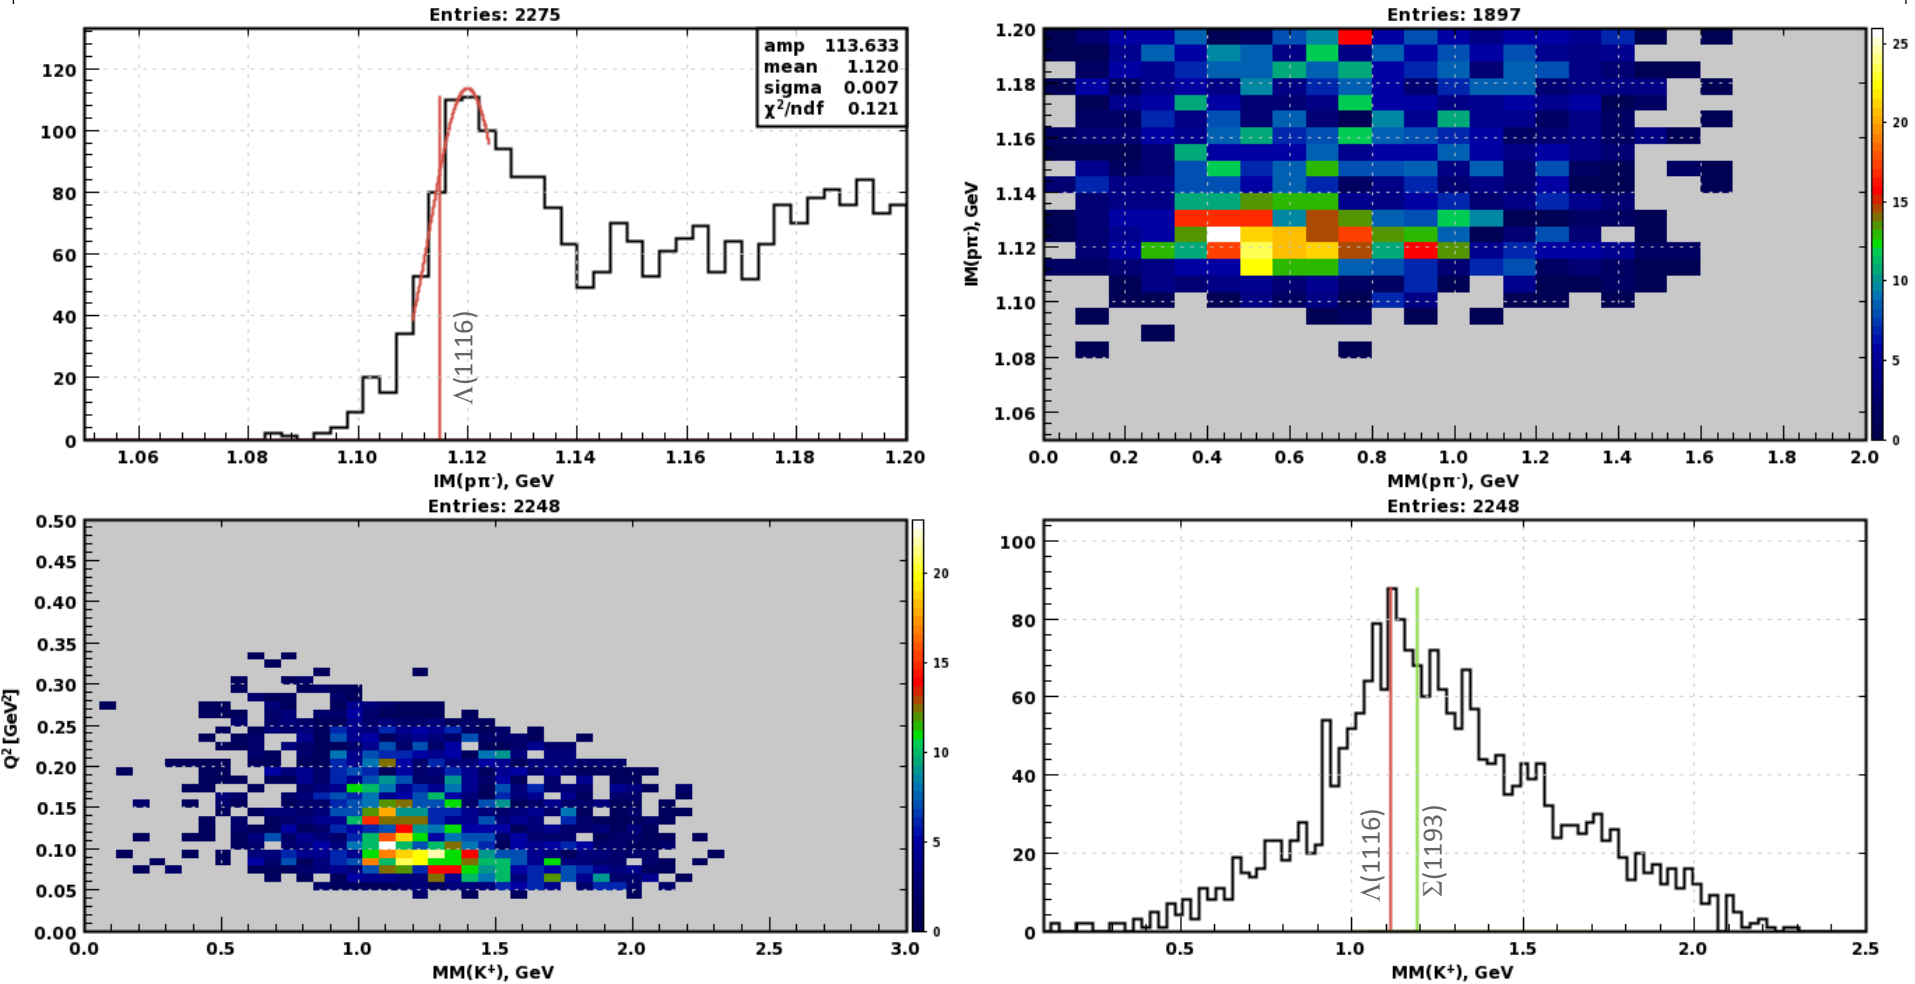 Entries: 2275
amp 113.633
mean 1.120
sigma 0.007
χ²/ndf 0.121
120
100
80
60
40
20
0
Λ(1116)
1.06 1.08 1.10 1.12 1.14 1.16 1.18 1.20
IM(pπ⁻), GeV
Entries: 1897
IM(pπ⁻), GeV
1.20
1.18
1.16
1.14
1.12
1.10
1.08
1.06
25
20
15
10
5
0
0.0 0.2 0.4 0.6 0.8 1.0 1.2 1.4 1.6 1.8 2.0
MM(pπ⁻), GeV
Entries: 2248
Q² [GeV²]
0.50
0.45
0.40
0.35
0.30
0.25
0.20
0.15
0.10
0.05
0.00
20
15
10
5
0
0.0 0.5 1.0 1.5 2.0 2.5 3.0
MM(K⁺), GeV
Entries: 2248
100
80
60
40
20
0
Λ(1116)
Σ(1193)
0.5 1.0 1.5 2.0 2.5
MM(K⁺), GeV